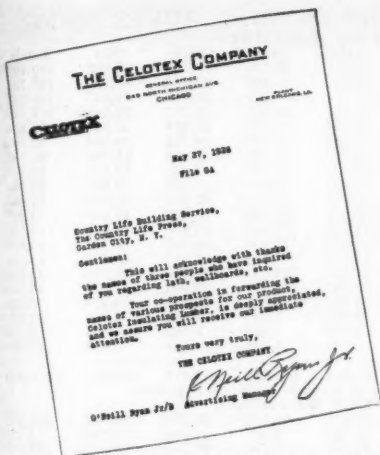 THE CELOTEX COMPANY
GENERAL OFFICE
NORTH MICHIGAN AVE.
CHICAGO
PLANT
NEW ORLEANS, LA.
CELOTEX
May 27,
File GA
Country Life Building Service,
The Country Life Press,
Garden City, N. Y.
Gentlemen:
This will acknowledge with thanks
the names of three people who have inquired
of you regarding lath, wallboards, etc.
Your co-operation in forwarding the
names of various prospects for our product,
Celotex Insulating Lumber, is deeply appreciated,
and we assure you will receive our immediate
attention.
Yours very truly,
THE CELOTEX COMPANY
O'Neill Ryan Jr.
O'Neill Ryan Jr/B Advertising Manager